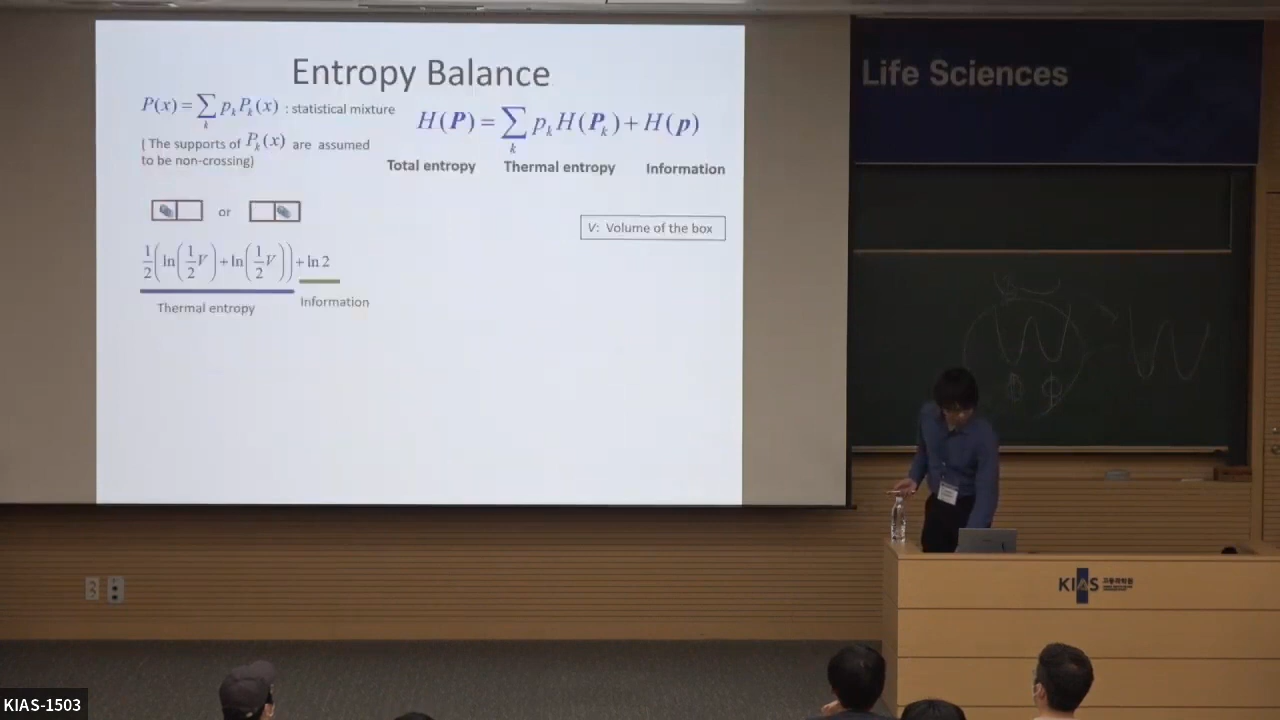 Entropy Balance
P(x) = ∑_k p_k P_k(x) : statistical mixture
{ The supports of P_k(x) are assumed
to be non-crossing}
H(P) = ∑_k p_k H(P_k) + H(p)
Total entropy Thermal entropy Information
or
V: Volume of the box
1/2 ( ln(1/2 V) + ln(1/2 V) ) + ln 2
Thermal entropy
Information
Life Sciences
KIAS
KIAS-1503